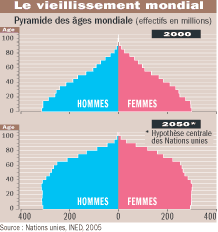 Le vieillissement mondial
Pyramide des âges mondiale (effectifs en millions)
Age
2000
100
80
60
40
20
0
HOMMES FEMMES
Age
2050*
* Hypothèse centrale
des Nations unies
100
80
60
40
20
0
HOMMES FEMMES
400 200 0 200 400
Source : Nations unies, INED, 2005